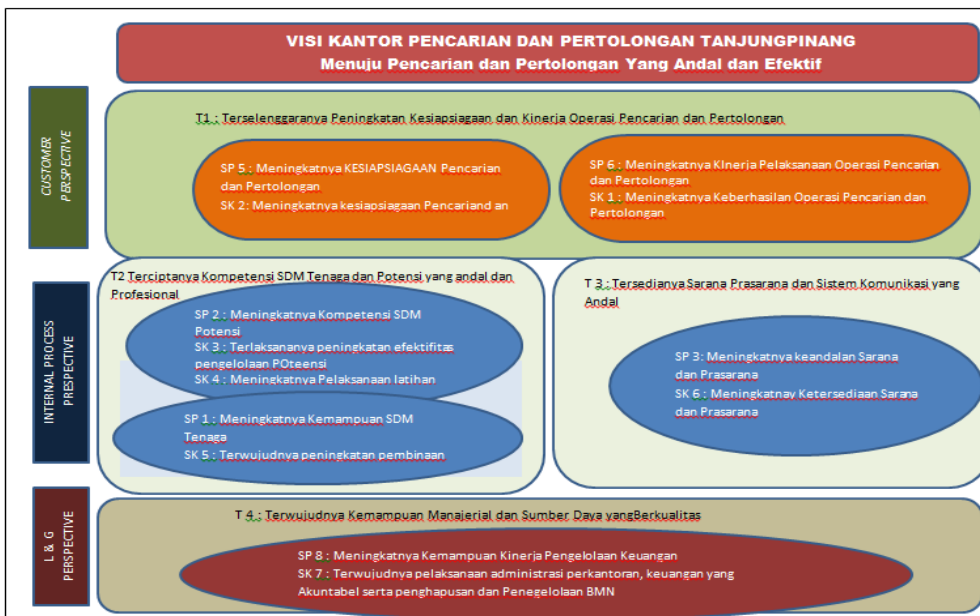 VISI KANTOR PENCARIAN DAN PERTOLONGAN TANJUNGPINANG
Menuju Pencarian dan Pertolongan Yang Andal dan Efektif
CUSTOMER
PERSPECTIVE
T1 : Terselenggaranya Peningkatan Kesiapsiagaan dan Kinerja Operasi Pencarian dan Pertolongan
SP 5 : Meningkatnya KESIAPSIAGAAN Pencarian
dan Pertolongan
SK 2: Meningkatnya kesiapsiagaan Pencariand an
SP 6 : Meningkatnya KInerja Pelaksanaan Operasi Pencarian
dan Pertolongan
SK 1 : Meningkatnya Keberhasilan Operasi Pencarian dan
Pertolongan
INTERNAL PROCESS
PRESPECTIVE
T2 Terciptanya Kompetensi SDM Tenaga dan Potensi yang andal dan
Profesional
SP 2 : Meningkatnya Kompetensi SDM
Potensi
SK 3 : Terlaksananya peningkatan efektifitas
pengelolaan POteensi
SK 4 : Meningkatnya Pelaksanaan latihan
SP 1 : Meningkatnya Kemampuan SDM
Tenaga
SK 5 : Terwujudnya peningkatan pembinaan
T 3 : Tersedianya Sarana Prasarana dan Sistem Komunikasi yang
Andal
SP 3: Meningkatnya keandalan Sarana
dan Prasarana
SK 6 : Meningkatnay Ketersediaan Sarana
dan Prasarana
L & G
PERSPECTIVE
T 4 : Terwujudnya Kemampuan Manajerial dan Sumber Daya yangBerkualitas
SP 8 : Meningkatnya Kemampuan Kinerja Pengelolaan Keuangan
SK 7 : Terwujudnya pelaksanaan administrasi perkantoran, keuangan yang
Akuntabel serta penghapusan dan Penegelolaan BMN